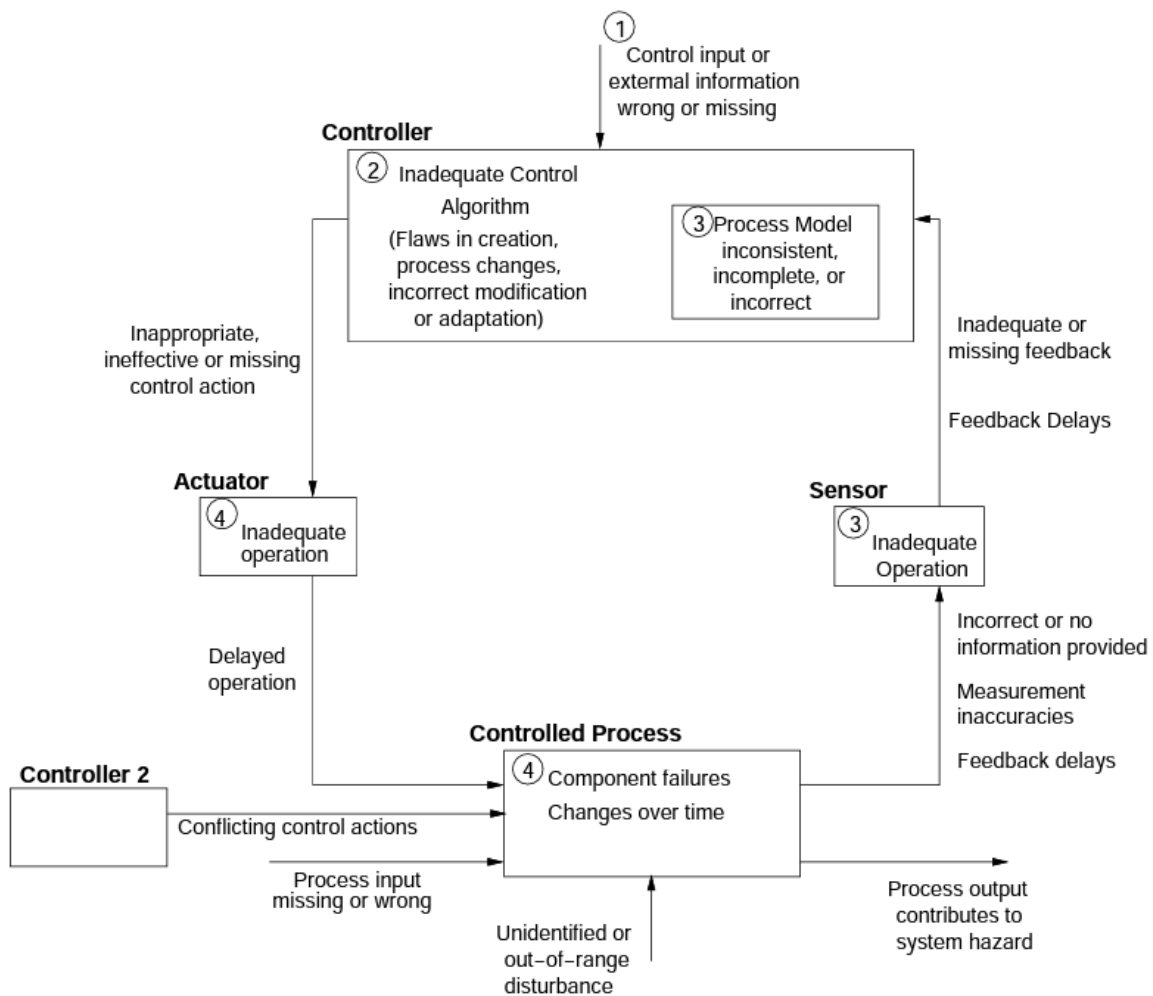 1
Control input or
external information
wrong or missing
Controller
2
Inadequate Control
Algorithm
(Flaws in creation,
process changes,
incorrect modification
or adaptation)
3
Process Model
inconsistent,
incomplete, or
incorrect
Inappropriate,
ineffective or missing
control action
Inadequate or
missing feedback
Feedback Delays
Actuator
4
Inadequate
operation
Sensor
3
Inadequate
Operation
Delayed
operation
Incorrect or no
information provided
Measurement
inaccuracies
Feedback delays
Controlled Process
4
Component failures
Changes over time
Controller 2
Conflicting control actions
Process input
missing or wrong
Unidentified or
out−of−range
disturbance
Process output
contributes to
system hazard